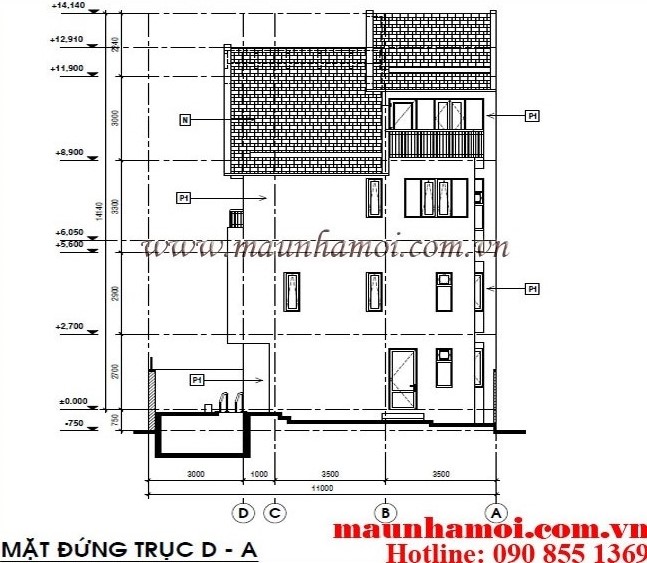 +14,140
+12,910
+11,900
+8,900
+6,050
+5,600
+2,700
±0.000
-750
2240
3000
3300
2900
2700
750
14140
N
P1
P1
P1
P1
P1
www.maunhamoi.com.vn
3000
1000
3500
3500
11000
D
C
B
A
MẶT ĐỨNG TRỤC D - A
maunhamoi.com.vn
Hotline: 090 855 1369